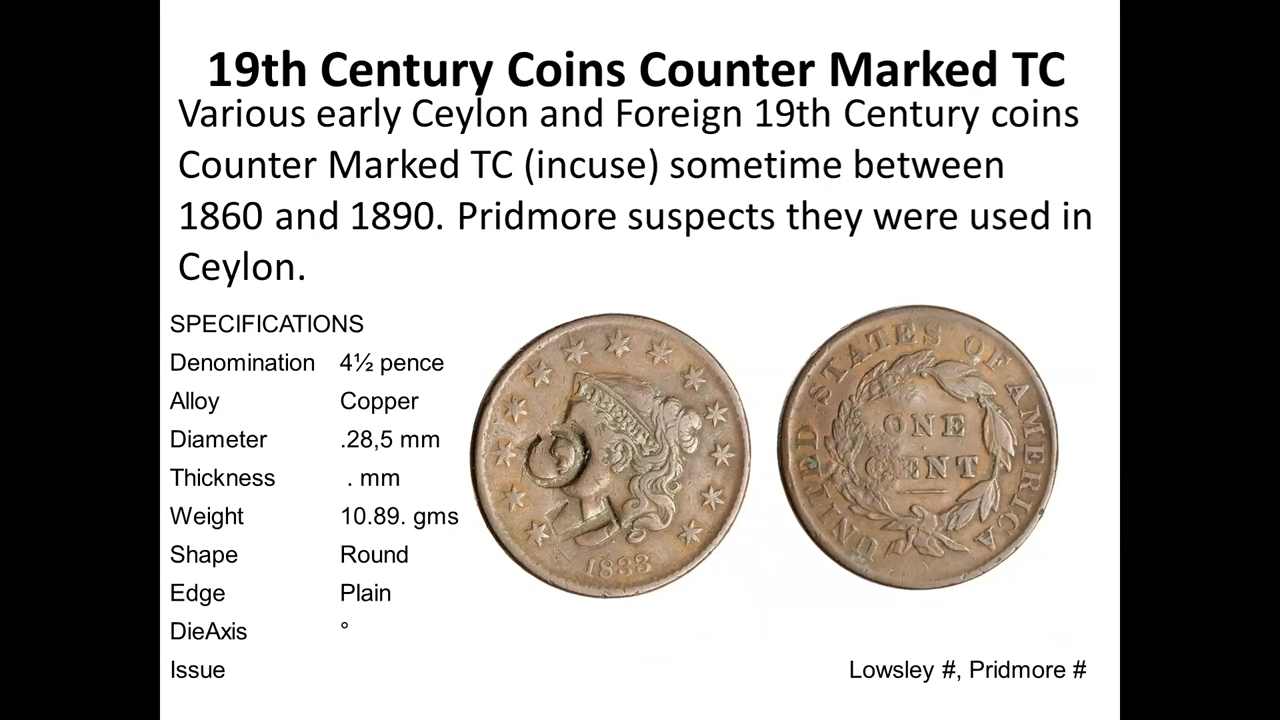 19th Century Coins Counter Marked TC
Various early Ceylon and Foreign 19th Century coins
Counter Marked TC (incuse) sometime between
1860 and 1890. Pridmore suspects they were used in
Ceylon.
SPECIFICATIONS
Denomination 4½ pence
Alloy Copper
Diameter .28,5 mm
Thickness . mm
Weight 10.89. gms
Shape Round
Edge Plain
DieAxis °
Issue
1833
UNITED STATES OF AMERICA
ONE
CENT
Lowsley #, Pridmore #